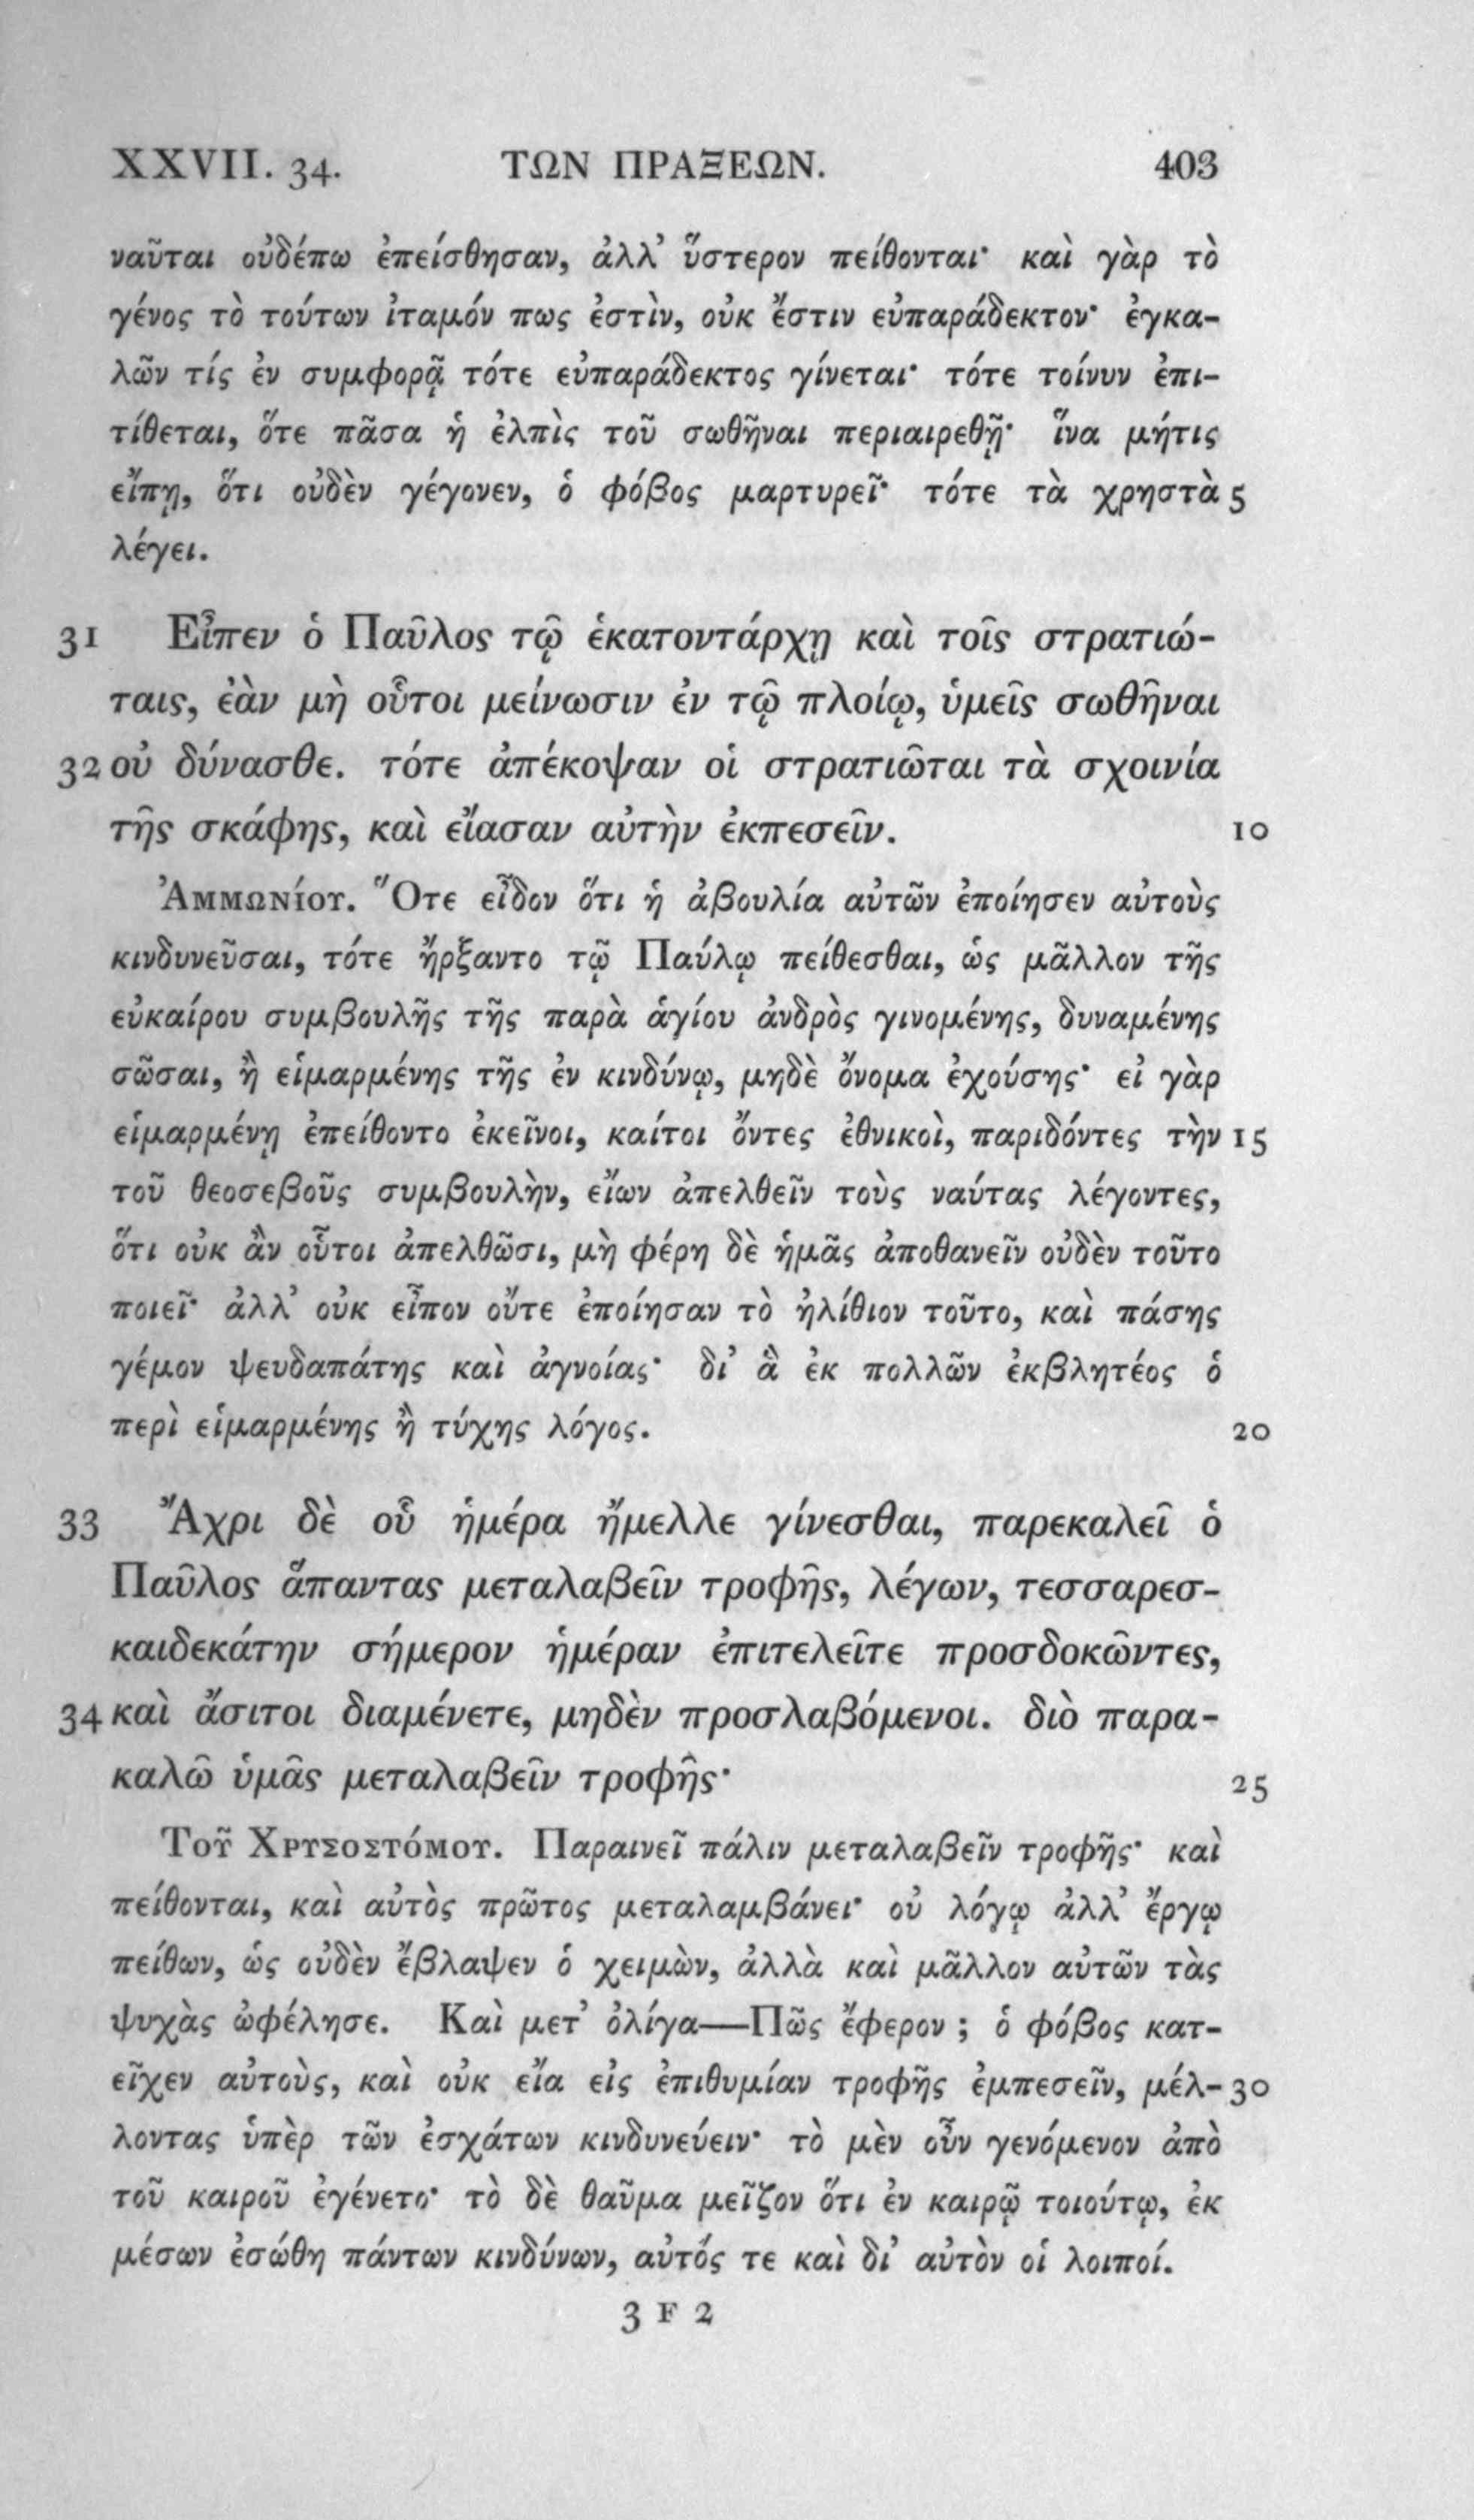 XXVII. 34. ΤΩΝ ΠΡΑΞΕΩΝ. 403
ναῦται οὐδέπω ἐπείσθησαν, ἀλλ’ ὕστερον πείθονται· καὶ γὰρ τὸ
γένος τὸ τούτων ἰταμόν πως ἐστὶν, οὐκ ἔστιν εὐπαράδεκτον· ἐγκα-
λῶν τίς ἐν συμφορᾷ τότε εὐπαράδεκτος γίνεται· τότε τοίνυν ἐπι-
τίθεται, ὅτε πᾶσα ἡ ἐλπὶς τοῦ σωθῆναι περιαιρεθῇ· ἵνα μήτις
εἴπῃ, ὅτι οὐδὲν γέγονεν, ὁ φόβος μαρτυρεῖ· τότε τὰ χρηστὰ 5
λέγει.
31 Εἶπεν ὁ Παῦλος τῷ ἑκατοντάρχῃ καὶ τοῖς στρατιώ-
ταις, ἐὰν μὴ οὗτοι μείνωσιν ἐν τῷ πλοίῳ, ὑμεῖς σωθῆναι
32 οὐ δύνασθε. τότε ἀπέκοψαν οἱ στρατιῶται τὰ σχοινία
τῆς σκάφης, καὶ εἴασαν αὐτὴν ἐκπεσεῖν. 10
Ἀμμωνίου. Ὅτε εἶδον ὅτι ἡ ἀβουλία αὐτῶν ἐποίησεν αὐτοὺς
κινδυνεῦσαι, τότε ἤρξαντο τῷ Παύλῳ πείθεσθαι, ὡς μᾶλλον τῆς
εὐκαίρου συμβουλῆς τῆς παρὰ ἁγίου ἀνδρὸς γινομένης, δυναμένης
σῶσαι, ἢ εἱμαρμένης τῆς ἐν κινδύνῳ, μηδὲ ὄνομα ἐχούσης· εἰ γὰρ
εἱμαρμένῃ ἐπείθοντο ἐκεῖνοι, καίτοι ὄντες ἐθνικοὶ, παριδόντες τὴν 15
τοῦ θεοσεβοῦς συμβουλὴν, εἴων ἀπελθεῖν τοὺς ναύτας λέγοντες,
ὅτι οὐκ ἂν οὗτοι ἀπελθῶσι, μὴ φέρη δὲ ἡμᾶς ἀποθανεῖν οὐδὲν τοῦτο
ποιεῖ· ἀλλ’ οὐκ εἶπον οὔτε ἐποίησαν τὸ ἠλίθιον τοῦτο, καὶ πάσης
γέμον ψευδαπάτης καὶ ἀγνοίας· δι’ ἃ ἐκ πολλῶν ἐκβλητέος ὁ
περὶ εἱμαρμένης ἢ τύχης λόγος. 20
33 Ἄχρι δὲ οὗ ἡμέρα ἤμελλε γίνεσθαι, παρεκαλεῖ ὁ
Παῦλος ἅπαντας μεταλαβεῖν τροφῆς, λέγων, τεσσαρεσ-
καιδεκάτην σήμερον ἡμέραν ἐπιτελεῖτε προσδοκῶντες,
34 καὶ ἄσιτοι διαμένετε, μηδὲν προσλαβόμενοι. διὸ παρα-
καλῶ ὑμᾶς μεταλαβεῖν τροφῆς· 25
Τοῦ Χρυσοστόμου. Παραινεῖ πάλιν μεταλαβεῖν τροφῆς· καὶ
πείθονται, καὶ αὐτὸς πρῶτος μεταλαμβάνει· οὐ λόγῳ ἀλλ’ ἔργῳ
πείθων, ὡς οὐδὲν ἔβλαψεν ὁ χειμὼν, ἀλλὰ καὶ μᾶλλον αὐτῶν τὰς
ψυχὰς ὠφέλησε. Καὶ μετ’ ὀλίγα—Πῶς ἔφερον ; ὁ φόβος κατ-
εῖχεν αὐτοὺς, καὶ οὐκ εἴα εἰς ἐπιθυμίαν τροφῆς ἐμπεσεῖν, μέλ- 30
λοντας ὑπὲρ τῶν ἐσχάτων κινδυνεύειν· τὸ μὲν οὖν γενόμενον ἀπὸ
τοῦ καιροῦ ἐγένετο· τὸ δὲ θαῦμα μεῖζον ὅτι ἐν καιρῷ τοιούτῳ, ἐκ
μέσων ἐσώθη πάντων κινδύνων, αὐτός τε καὶ δι’ αὐτὸν οἱ λοιποί.
3 F 2